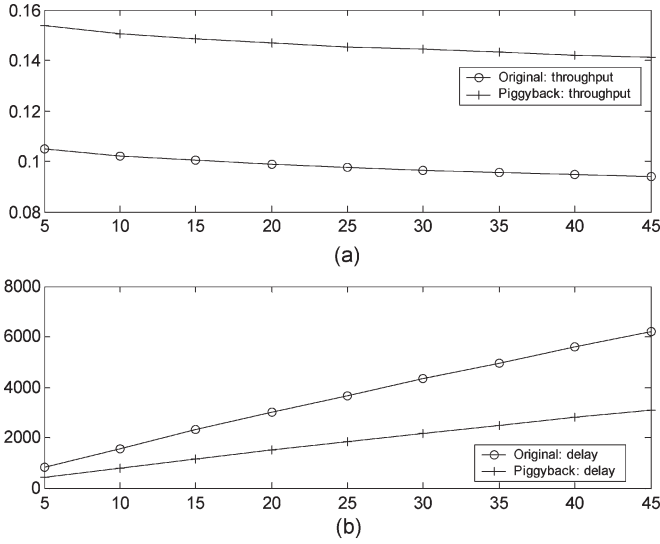 0.16
0.14
0.12
0.1
0.08
Original: throughput
Piggyback: throughput
5 10 15 20 25 30 35 40 45
(a)
8000
6000
4000
2000
0
Original: delay
Piggyback: delay
5 10 15 20 25 30 35 40 45
(b)